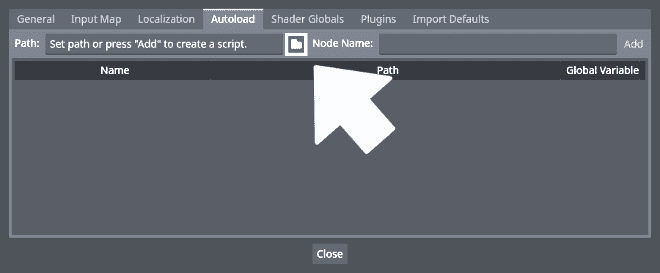 General Input Map Localization Autoload Shader Globals Plugins Import Defaults
Path: Set path or press "Add" to create a script. Node Name: Add
Name Path Global Variable
Close